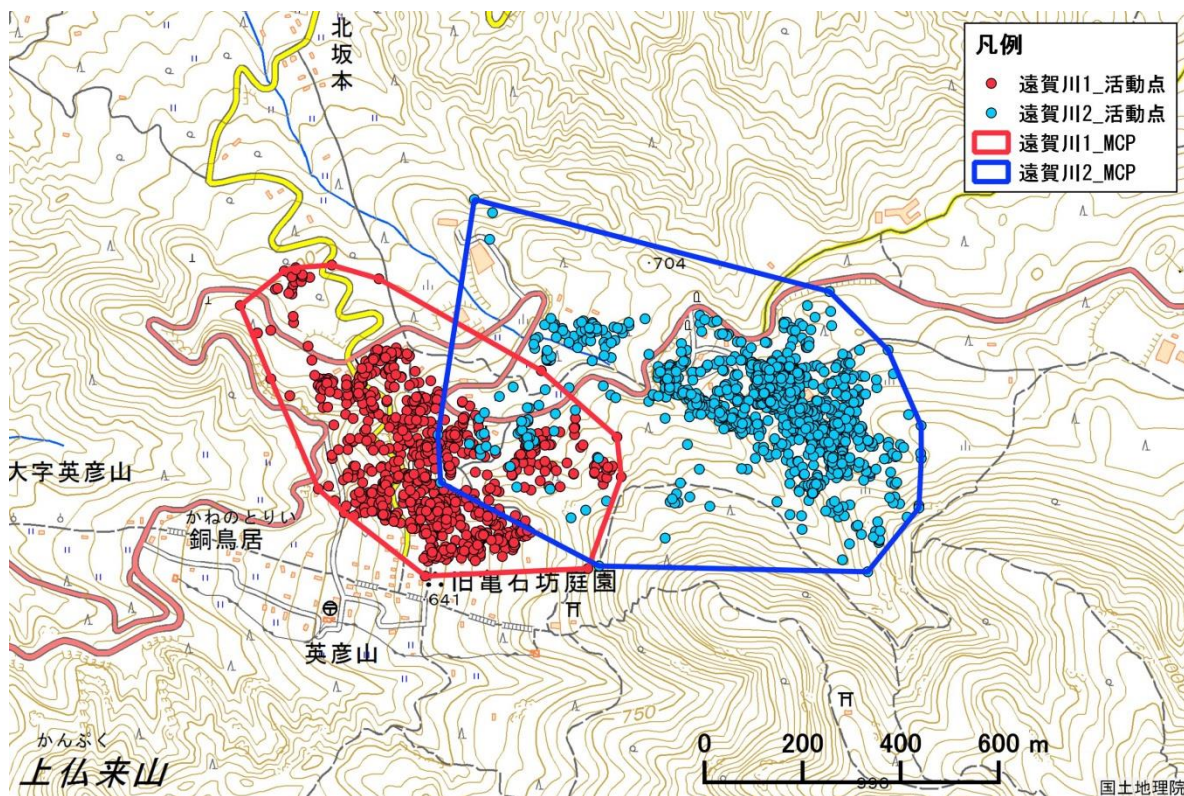 北坂本
凡例
遠賀川1_活動点
遠賀川2_活動点
遠賀川1_MCP
遠賀川2_MCP
・704
大字英彦山
かねのとりい
銅鳥居
旧亀石坊庭園
・641
英彦山
750
1000
かんぷく
上仏来山
0 200 400 600 m
990
国土地理院